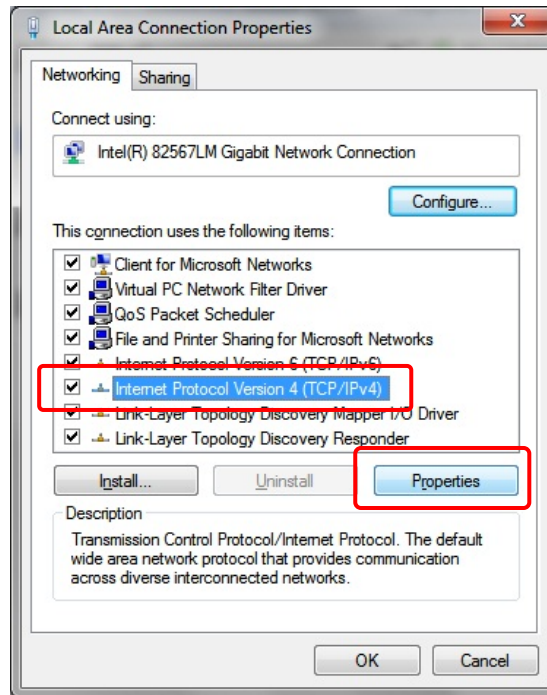 Local Area Connection Properties
Networking
Sharing
Connect using:
Intel(R) 82567LM Gigabit Network Connection
Configure...
This connection uses the following items:
Client for Microsoft Networks
Virtual PC Network Filter Driver
QoS Packet Scheduler
File and Printer Sharing for Microsoft Networks
Internet Protocol Version 6 (TCP/IPv6)
Internet Protocol Version 4 (TCP/IPv4)
Link-Layer Topology Discovery Mapper I/O Driver
Link-Layer Topology Discovery Responder
Install...
Uninstall
Properties
Description
Transmission Control Protocol/Internet Protocol. The default
wide area network protocol that provides communication
across diverse interconnected networks.
OK
Cancel